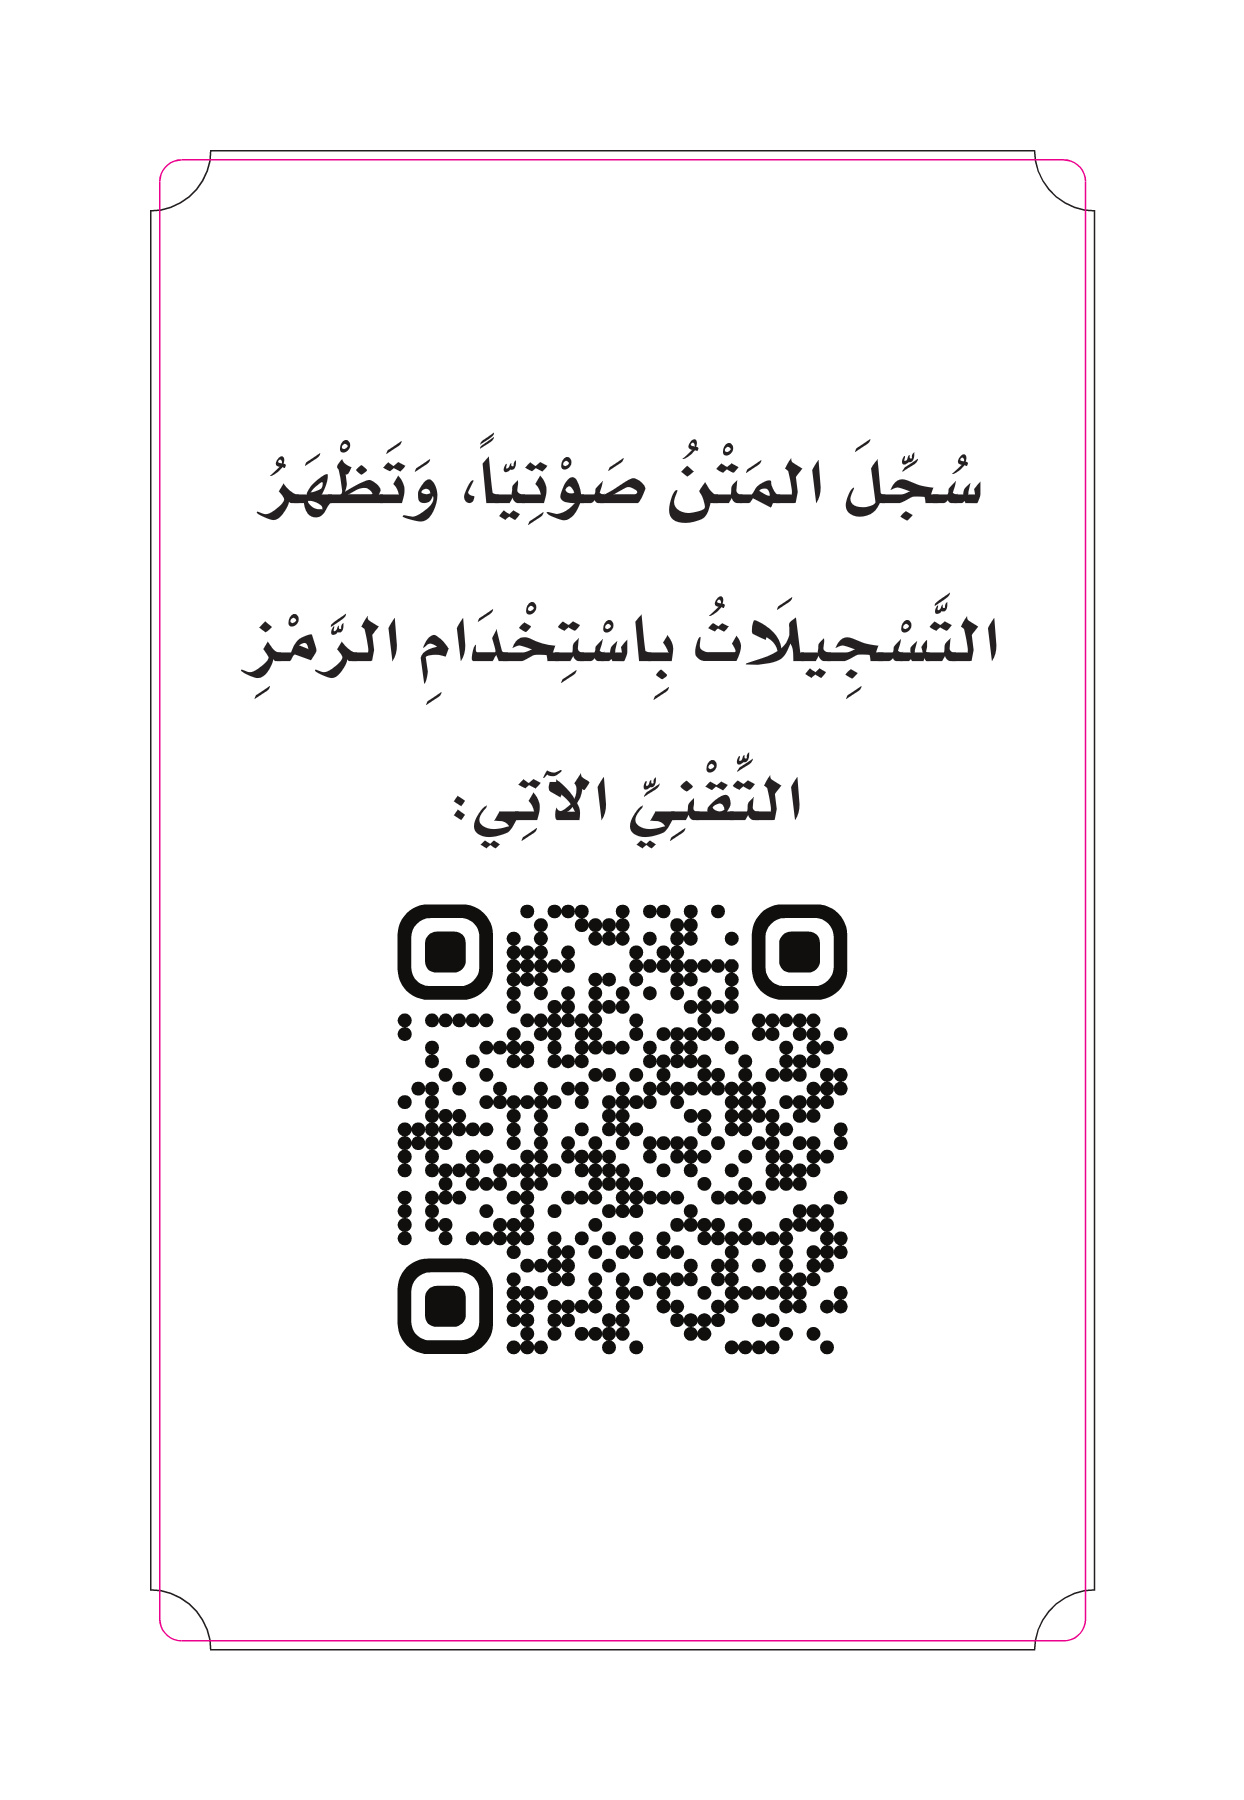 سُجِّلَ المَتْنُ صَوْتِيّاً، وَتَظْهَرُ
التَّسْجِيلَاتُ بِاسْتِخْدَامِ الرَّمْزِ
التِّقْنِيِّ الآتِي: